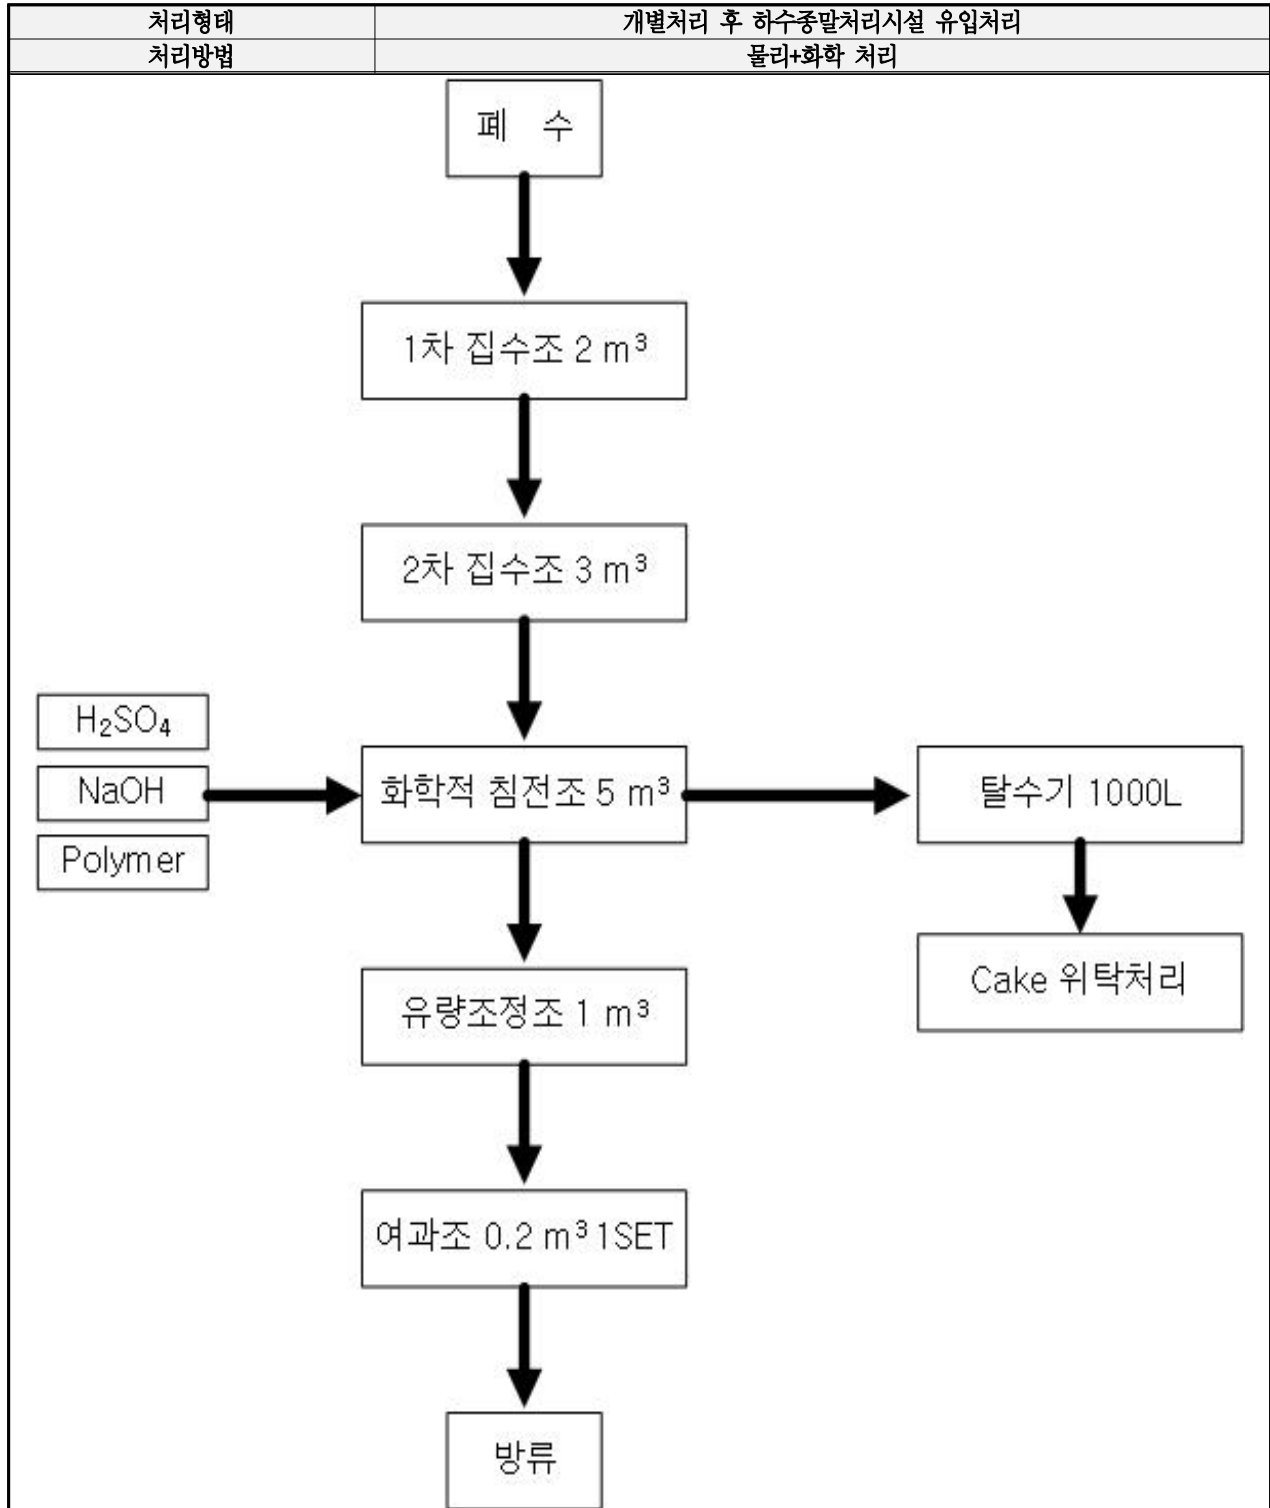 처리형태 개별처리 후 하수종말처리시설 유입처리
처리방법 물리+화학 처리
폐 수
1차 집수조 2 m³
2차 집수조 3 m³
H₂SO₄
NaOH
Polymer
화학적 침전조 5 m³
탈수기 1000L
Cake 위탁처리
유량조정조 1 m³
여과조 0.2 m³ 1SET
방류